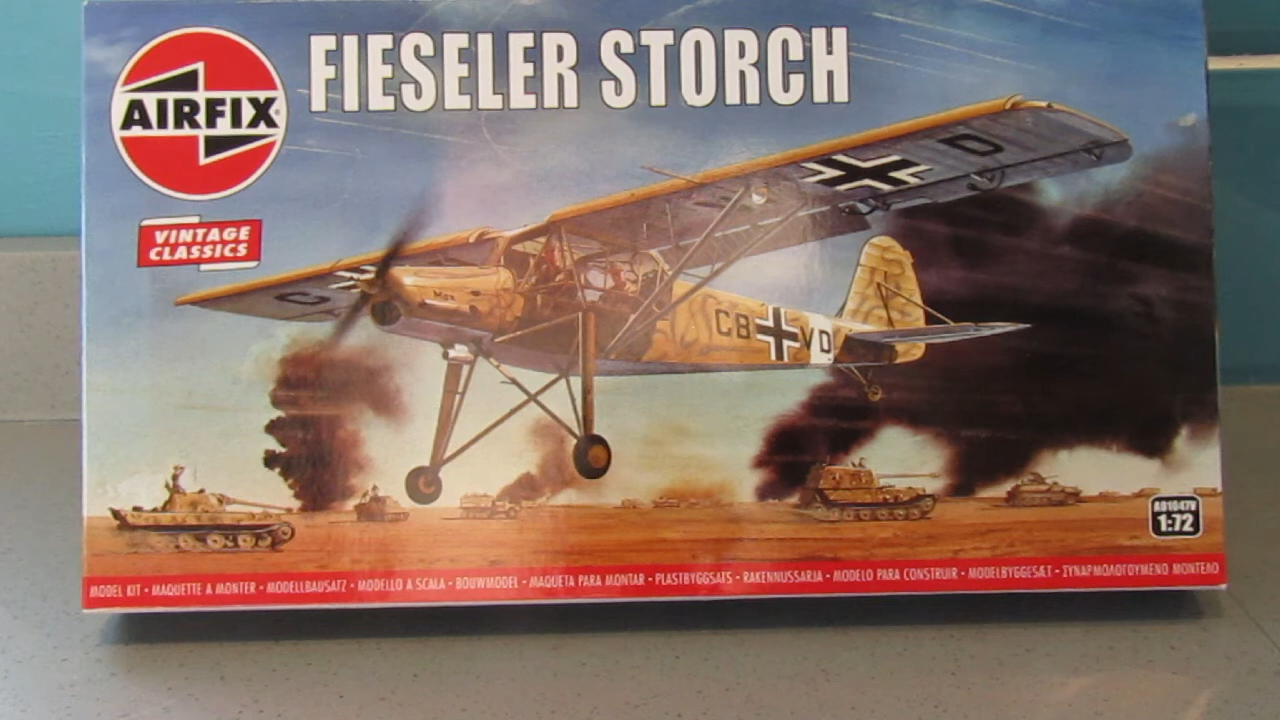 FIESELER STORCH
AIRFIX
VINTAGE
CLASSICS
D
C
CB VD
A01047V
1:72
MODEL KIT • MAQUETTE A MONTER • MODELLBAUSATZ • MODELLO A SCALA • BOUWMODEL • MAQUETA PARA MONTAR • PLASTBYGGSATS • RAKENNUSSARJA • MODELO PARA CONSTRUIR • MODELBYGGESÆT • ΣΥΝΑΡΜΟΛΟΓΟΥΜΕΝΟ ΜΟΝΤΕΛΟ